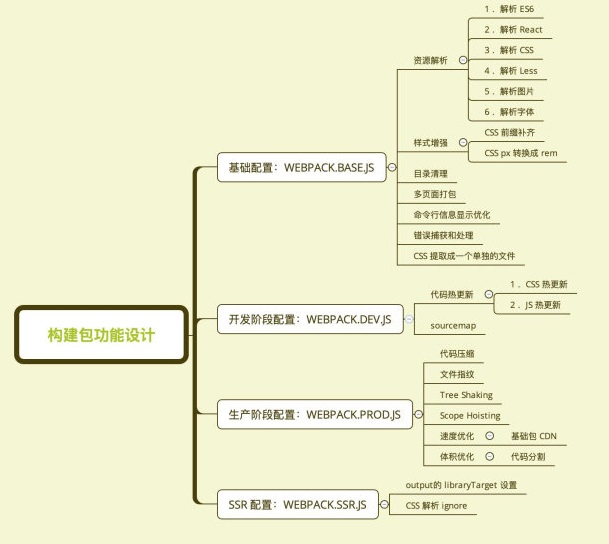 构建包功能设计
基础配置：WEBPACK.BASE.JS
资源解析
1．解析 ES6
2．解析 React
3．解析 CSS
4．解析 Less
5．解析图片
6．解析字体
样式增强
CSS 前缀补齐
CSS px 转换成 rem
目录清理
多页面打包
命令行信息显示优化
错误捕获和处理
CSS 提取成一个单独的文件
开发阶段配置：WEBPACK.DEV.JS
代码热更新
1．CSS 热更新
2．JS 热更新
sourcemap
生产阶段配置：WEBPACK.PROD.JS
代码压缩
文件指纹
Tree Shaking
Scope Hoisting
速度优化
基础包 CDN
体积优化
代码分割
SSR 配置：WEBPACK.SSR.JS
output的 libraryTarget 设置
CSS 解析 ignore